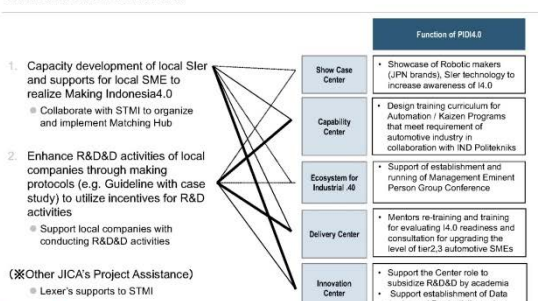 1. Capacity development of local SIer
and supports for local SME to
realize Making Indonesia4.0
Collaborate with STMI to organize
and implement Matching Hub
2. Enhance R&D&D activities of local
companies through making
protocols (e.g. Guideline with case
study) to utilize incentives for R&D
activities
Support local companies with
conducting R&D&D activities
(※Other JICA's Project Assistance)
Lexer's supports to STMI
Function of PIDI4.0
Show Case
Center
• Showcase of Robotic makers
(JPN brands), SIer technology to
increase awareness of I4.0
Capability
Center
• Design training curriculum for
Automation / Kaizen Programs
that meet requirement of
automotive industry in
collaboration with IND Politekniks
Ecosystem for
Industrial .40
• Support of establishment and
running of Management Eminent
Person Group Conference
Delivery Center
• Mentors re-training and training
for evaluating I4.0 readiness and
consultation for upgrading the
level of tier2,3 automotive SMEs
Innovation
Center
• Support the Center role to
subsidize R&D&D by academia
• Support establishment of Data